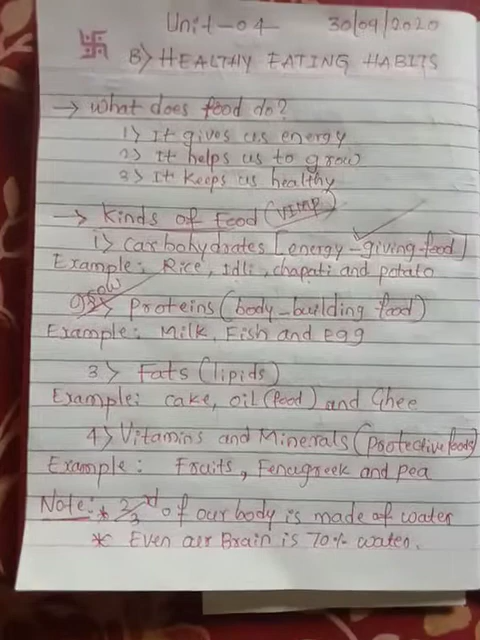 Unit-04 30/09/2020
B> HEALTHY EATING HABITS
→ What does food do?
1> It gives us energy
2> It helps us to grow
3> It keeps us healthy
→ Kinds of Food (VIMP)
1> carbohydrates [energy-giving-food]
Example: Rice, Idli, chapati and potato
Proteins (body-building food)
Example: Milk, Fish and egg
3> Fats (lipids)
Example: cake, oil (food) and Ghee
4> Vitamins and Minerals (protective foods)
Example: Fruits, Fenugreek and pea
Note: * 2/3rd of our body is made of water
* Even our Brain is 70% water.